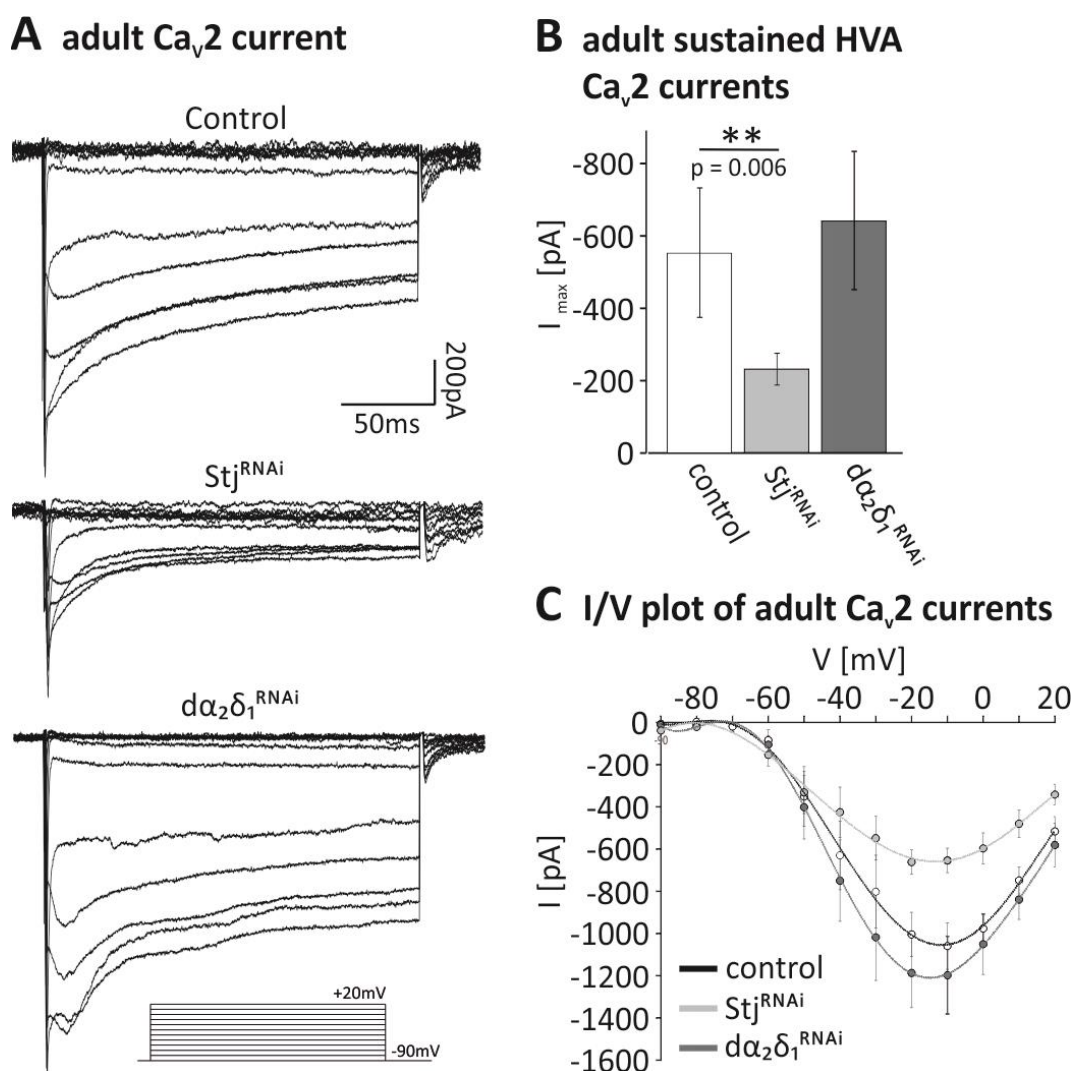 A adult Caᵥ2 current
Control
200pA
50ms
Stjᴿᴺᴬⁱ
dα₂δ₁ᴿᴺᴬⁱ
+20mV
-90mV
B adult sustained HVA
Caᵥ2 currents
**
p = 0.006
-800
-600
-400
-200
0
I max [pA]
control
Stjᴿᴺᴬⁱ
dα₂δ₁ᴿᴺᴬⁱ
C I/V plot of adult Caᵥ2 currents
V [mV]
-80 -60 -40 -20 0 20
0
-200
-400
-600
-800
-1000
-1200
-1400
-1600
I [pA]
control
Stjᴿᴺᴬⁱ
dα₂δ₁ᴿᴺᴬⁱ